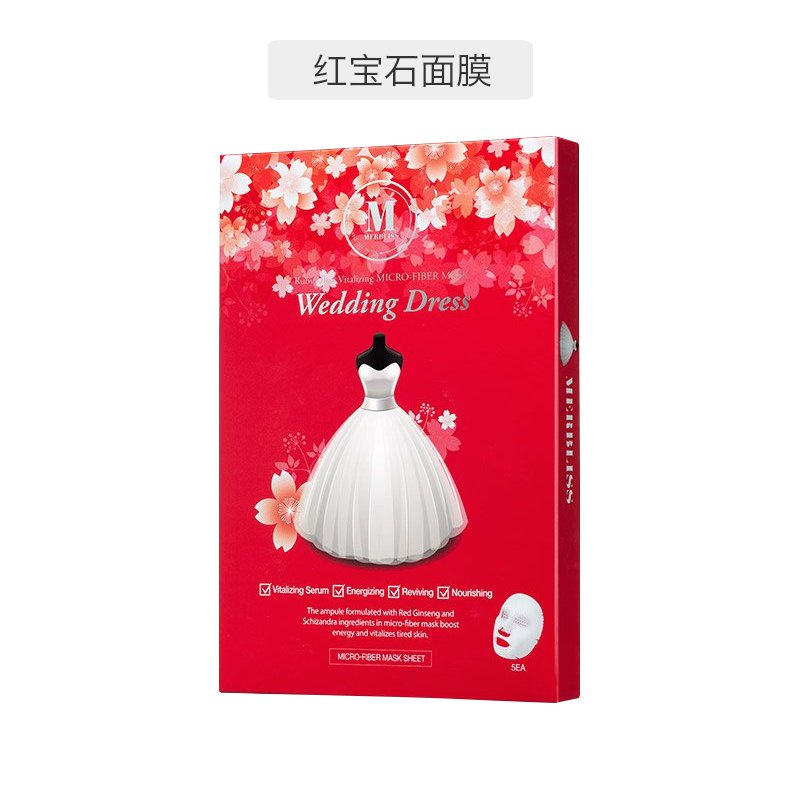 红宝石面膜
M
MERBLISS
Ruby Vitalizing MICRO-FIBER MASK
Wedding Dress
Vitalizing Serum Energizing Reviving Nourishing
The ampule formulated with Red Ginseng and
Schizandra ingredients in micro-fiber mask boost
energy and vitalizes tired skin.
MICRO-FIBER MASK SHEET
5EA
MERBLISS